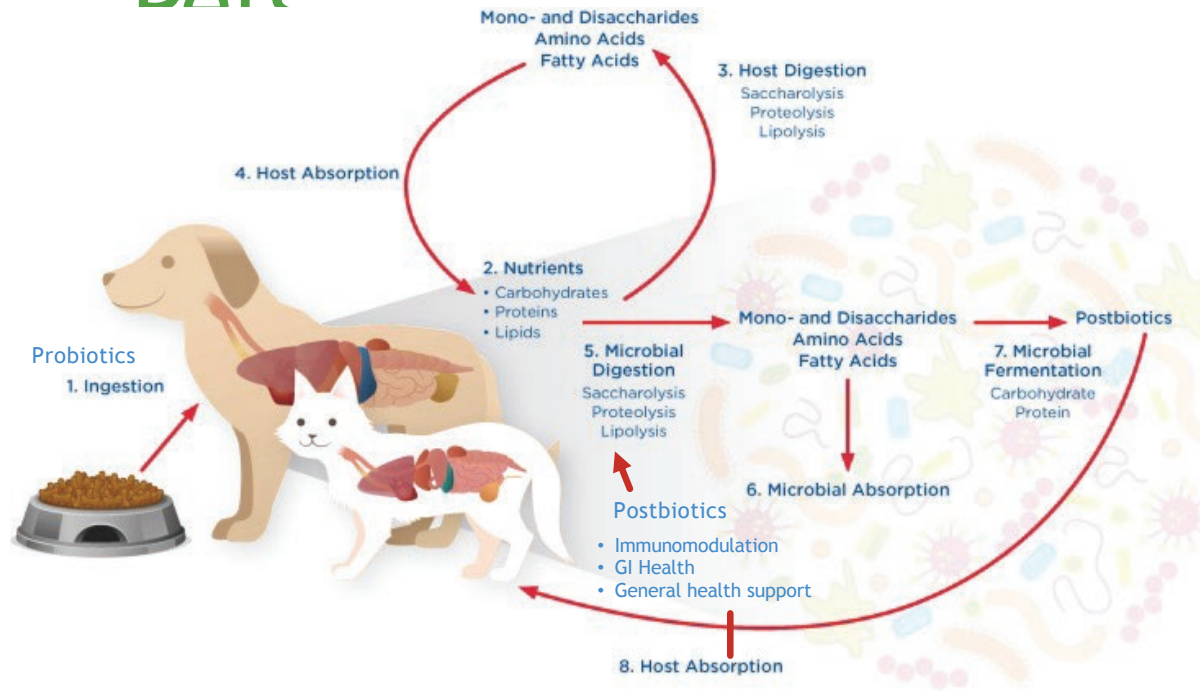 Mono- and Disaccharides
Amino Acids
Fatty Acids
3. Host Digestion
Saccharolysis
Proteolysis
Lipolysis
4. Host Absorption
2. Nutrients
• Carbohydrates
• Proteins
• Lipids
Probiotics
1. Ingestion
5. Microbial
Digestion
Saccharolysis
Proteolysis
Lipolysis
Mono- and Disaccharides
Amino Acids
Fatty Acids
Postbiotics
7. Microbial
Fermentation
Carbohydrate
Protein
6. Microbial Absorption
Postbiotics
• Immunomodulation
• GI Health
• General health support
8. Host Absorption